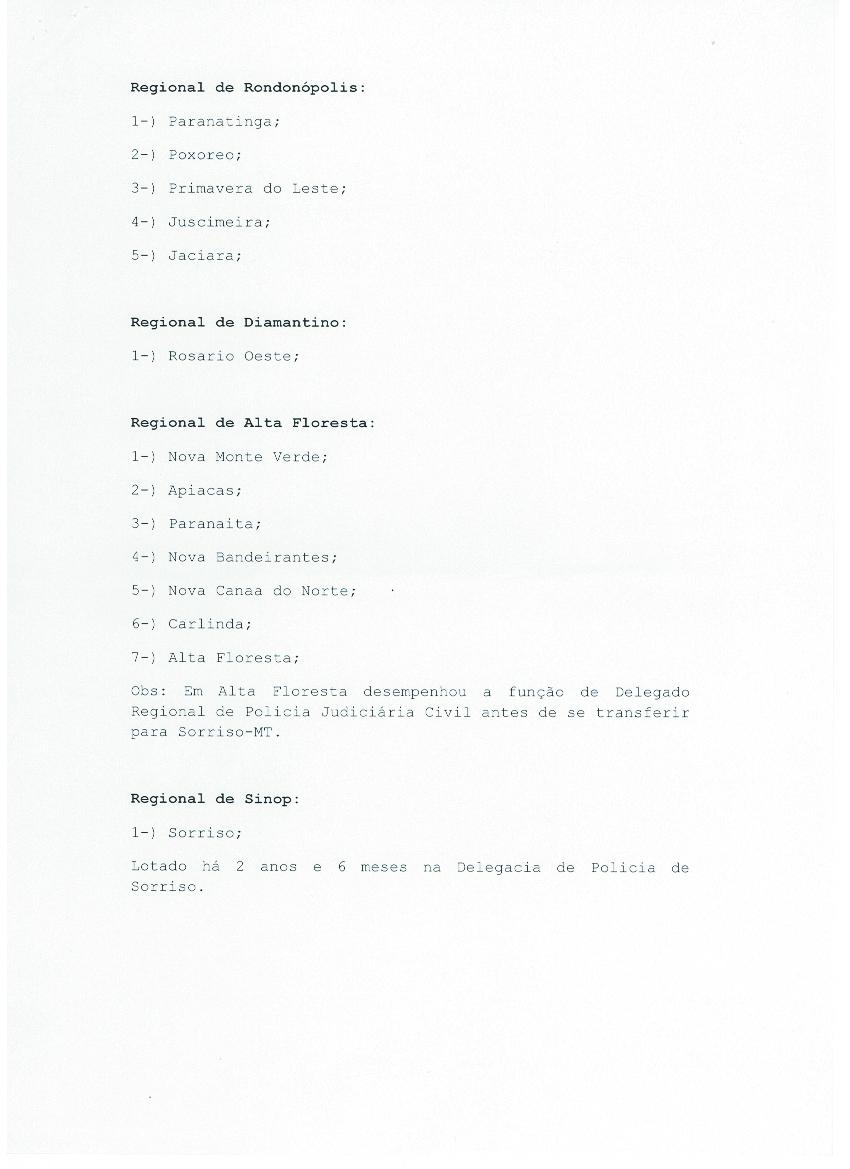 Regional de Rondonópolis:
1-) Paranatinga;
2-) Poxoreo;
3-) Primavera do Leste;
4-) Juscimeira;
5-) Jaciara;
Regional de Diamantino:
1-) Rosario Oeste;
Regional de Alta Floresta:
1-) Nova Monte Verde;
2-) Apiacas;
3-) Paranaita;
4-) Nova Bandeirantes;
5-) Nova Canaa do Norte;
6-) Carlinda;
7-) Alta Floresta;
Obs: Em Alta Floresta desempenhou a função de Delegado
Regional de Policia Judiciária Civil antes de se transferir
para Sorriso-MT.
Regional de Sinop:
1-) Sorriso;
Lotado há 2 anos e 6 meses na Delegacia de Policia de
Sorriso.